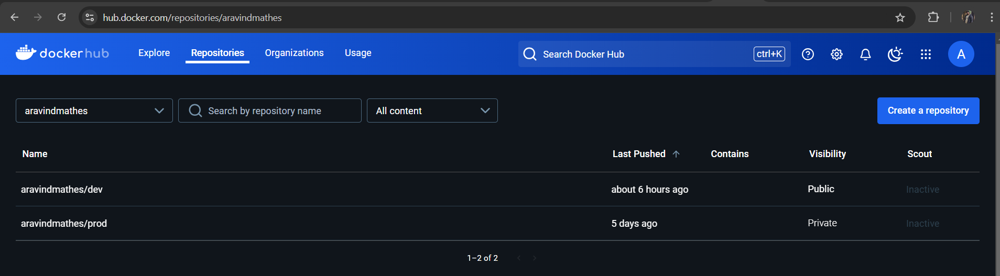 hub.docker.com/repositories/aravindmathes
dockerhub Explore Repositories Organizations Usage Search Docker Hub ctrl+K A
aravindmathes Search by repository name All content Create a repository
Name Last Pushed Contains Visibility Scout
aravindmathes/dev about 6 hours ago Public Inactive
aravindmathes/prod 5 days ago Private Inactive
1–2 of 2